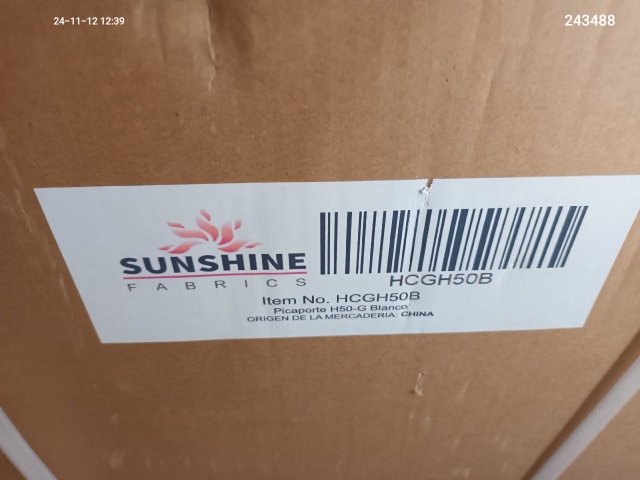 24-11-12 12:39
243488
SUNSHINE
FABRICS
HCGH50B
Item No. HCGH50B
Picaporte H50-G Blanco
ORIGEN DE LA MERCADERIA: CHINA